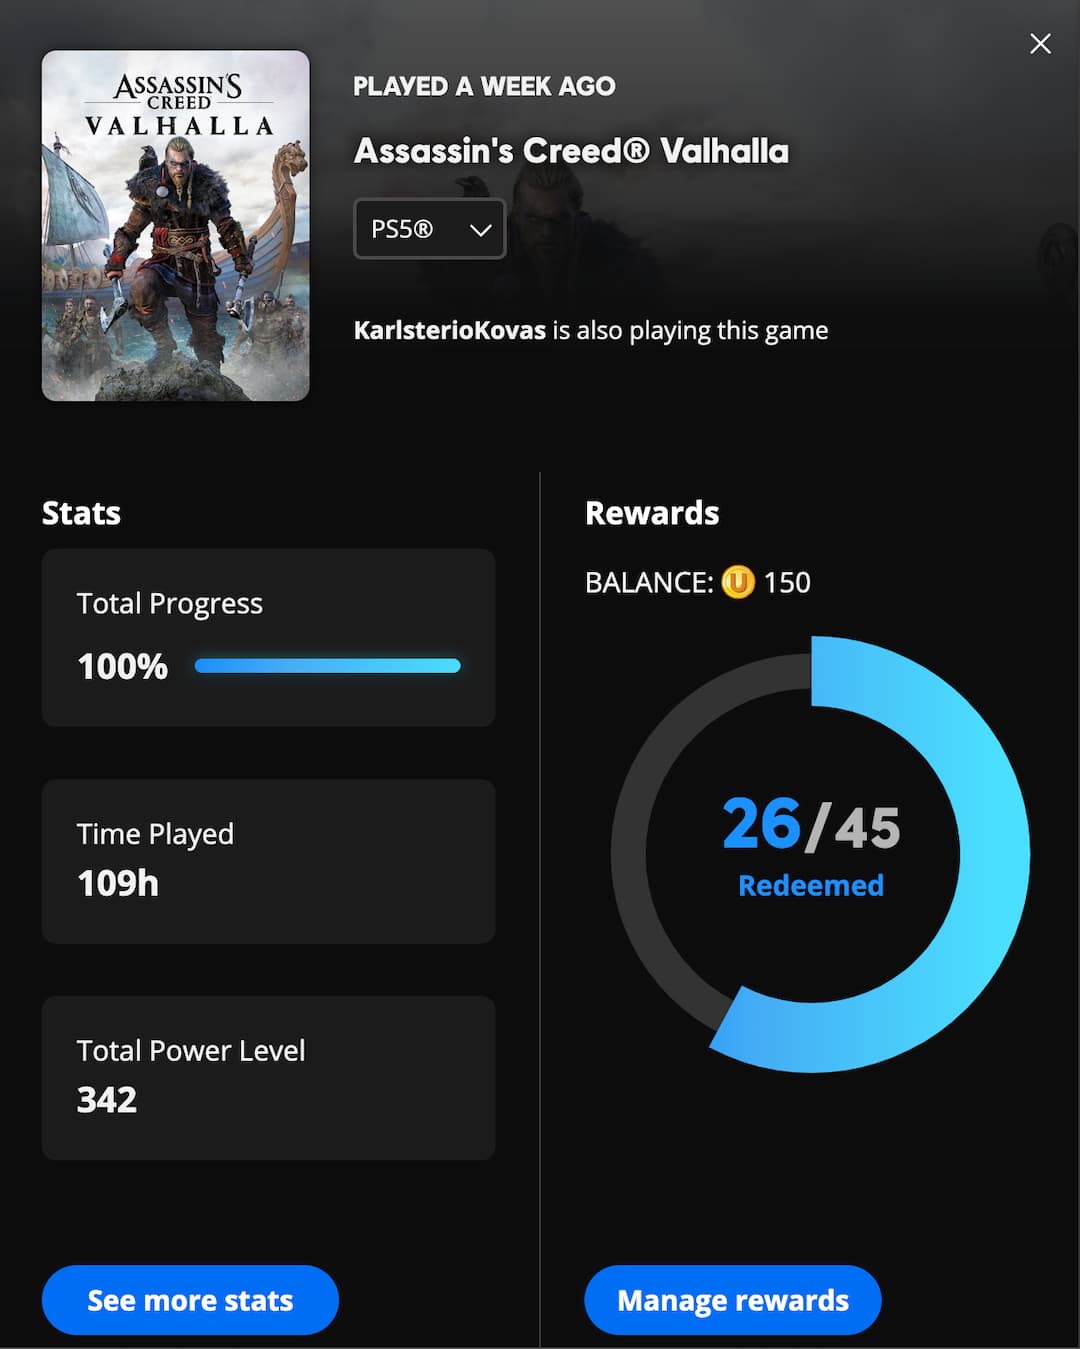 ASSASSIN'S
CREED
VALHALLA
PLAYED A WEEK AGO
Assassin's Creed® Valhalla
PS5®
KarlsterioKovas is also playing this game
Stats
Total Progress
100%
Time Played
109h
Total Power Level
342
See more stats
Rewards
BALANCE: U 150
26/45
Redeemed
Manage rewards